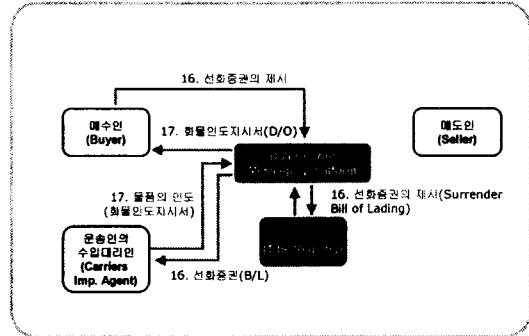 16. 선화증권의 제시
매수인
(Buyer)
17. 화물인도지시서(D/O)
매도인
(Seller)
17. 물품의 인도
(화물인도지시서)
16. 선화증권의 제시(Surrender
Bill of Lading)
운송인의
수입대리인
(Carriers
Imp. Agent)
16. 선화증권(B/L)